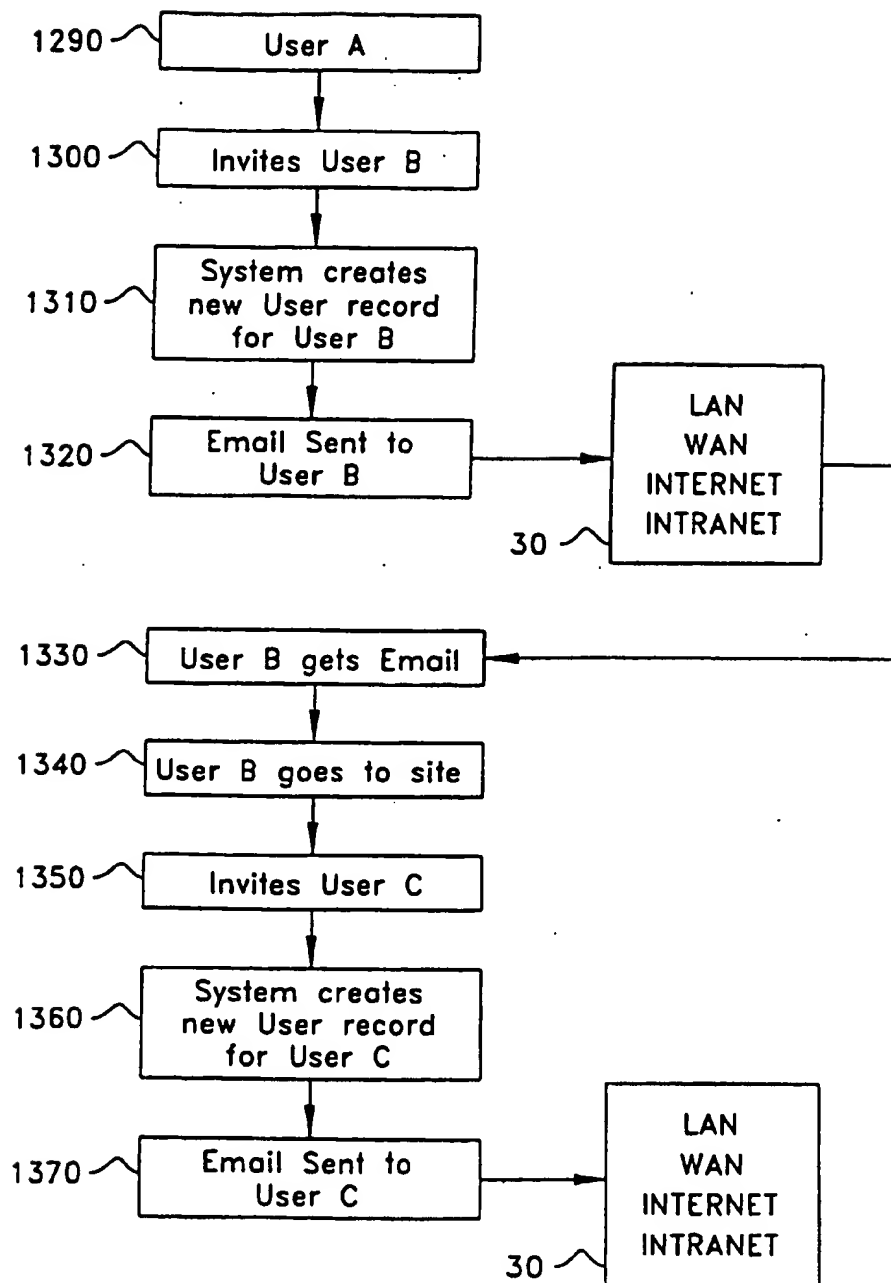 1290
User A
1300
Invites User B
1310
System creates
new User record
for User B
1320
Email Sent to
User B
LAN
WAN
INTERNET
INTRANET
30
1330
User B gets Email
1340
User B goes to site
1350
Invites User C
1360
System creates
new User record
for User C
1370
Email Sent to
User C
LAN
WAN
INTERNET
INTRANET
30